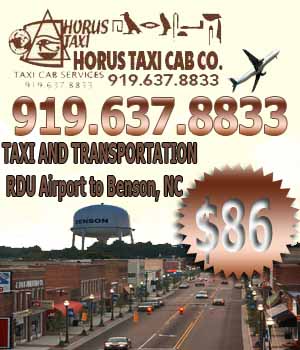 HORUS
TAXI
TAXI CAB SERVICES
919.637.8833
HORUS TAXI CAB CO.
919.637.8833
919.637.8833
TAXI AND TRANSPORTATION
RDU Airport to Benson, NC
$86
BENSON